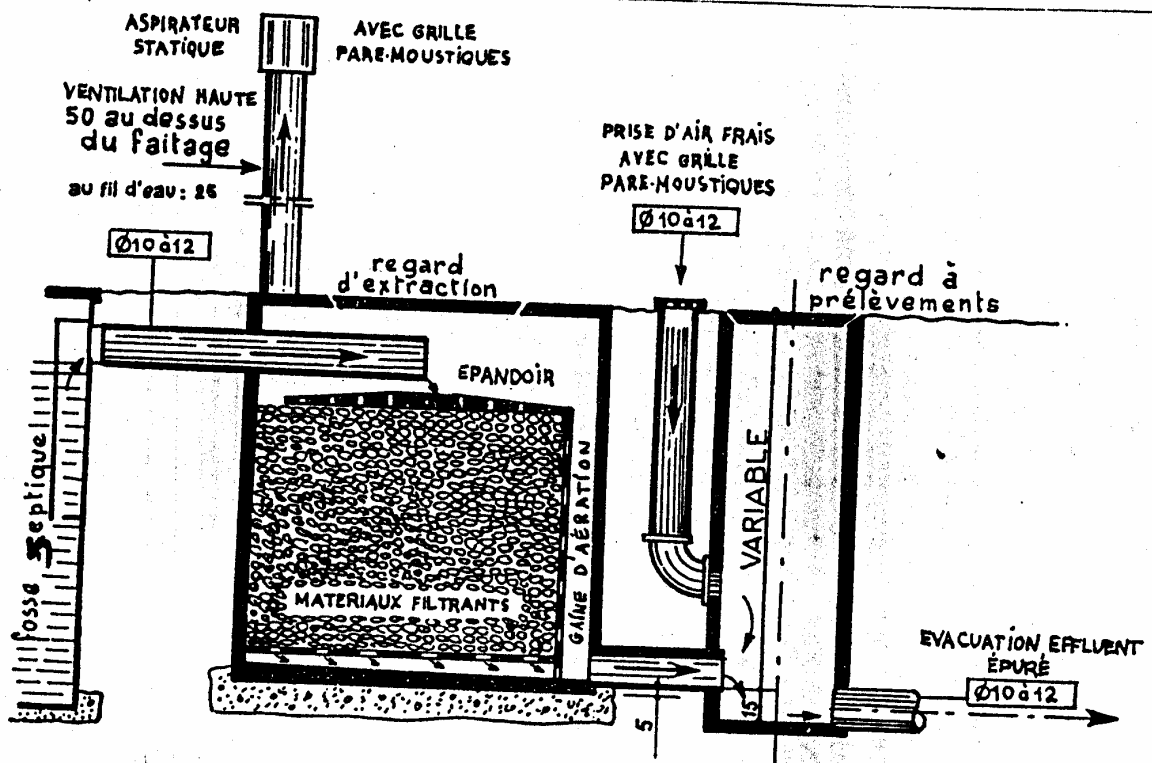 ASPIRATEUR
STATIQUE
AVEC GRILLE
PARE-MOUSTIQUES
VENTILATION HAUTE
50 au dessus
du faitage
au fil d'eau: 25
Ø10 à 12
PRISE D'AIR FRAIS
AVEC GRILLE
PARE-MOUSTIQUES
Ø10 à 12
regard
d'extraction
regard à
prélèvements
EPANDOIR
fosse septique
MATERIAUX FILTRANTS
GAINE D'AÉRATION
VARIABLE
EVACUATION EFFLUENT
ÉPURÉ
Ø10 à 12
5
15